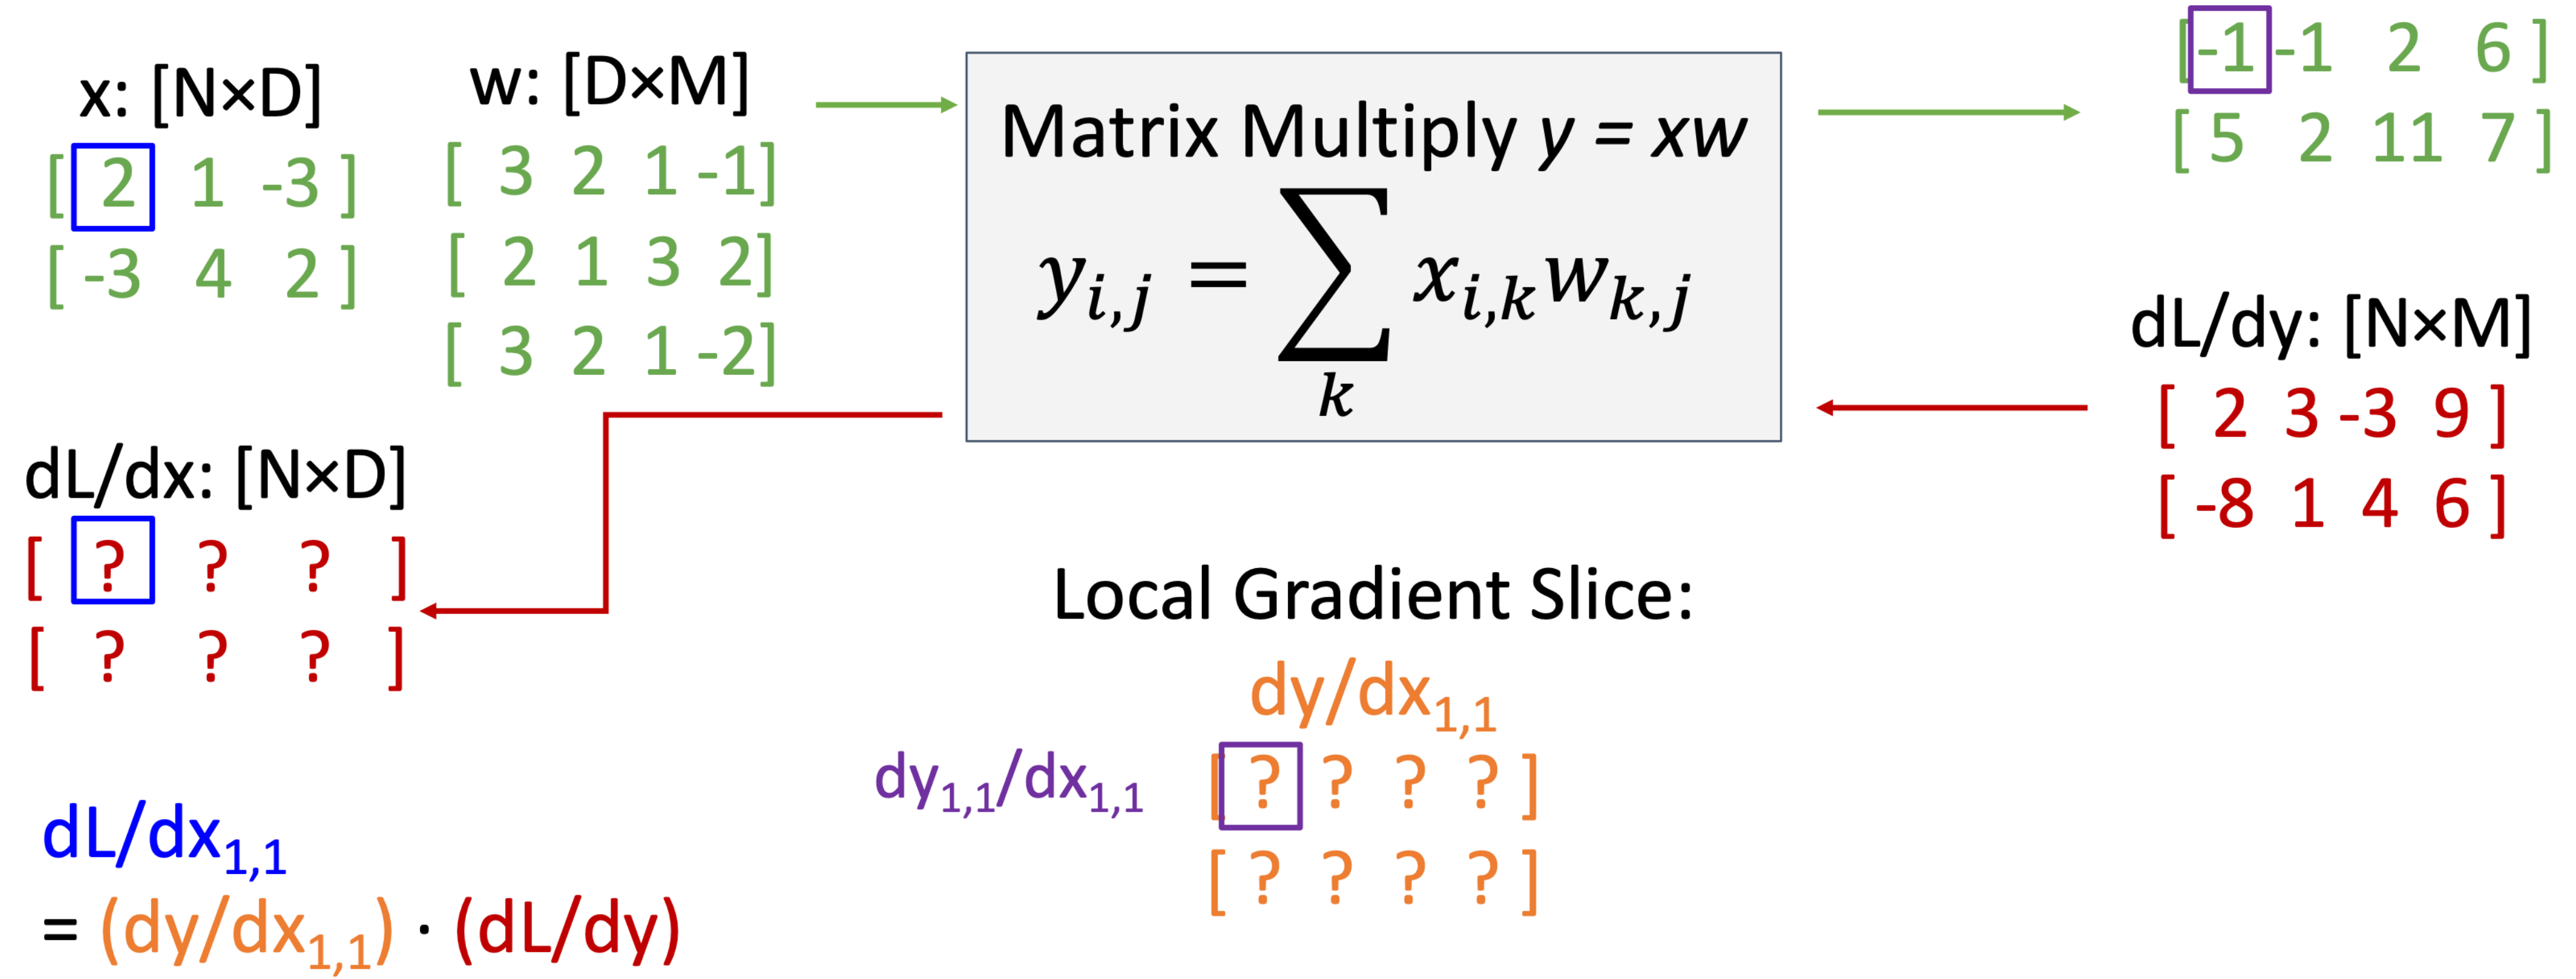 x: [N×D]
[ 2 1 -3 ]
[ -3 4 2 ]
w: [D×M]
[ 3 2 1 -1]
[ 2 1 3 2]
[ 3 2 1 -2]
Matrix Multiply y = xw
y_{i,j} = ∑_k x_{i,k} w_{k,j}
[ -1 -1 2 6 ]
[ 5 2 11 7 ]
dL/dy: [N×M]
[ 2 3 -3 9 ]
[ -8 1 4 6 ]
dL/dx: [N×D]
[ ? ? ? ]
[ ? ? ? ]
Local Gradient Slice:
dy/dx_{1,1}
dy_{1,1}/dx_{1,1}
[ ? ? ? ? ]
[ ? ? ? ? ]
dL/dx_{1,1}
= (dy/dx_{1,1}) · (dL/dy)